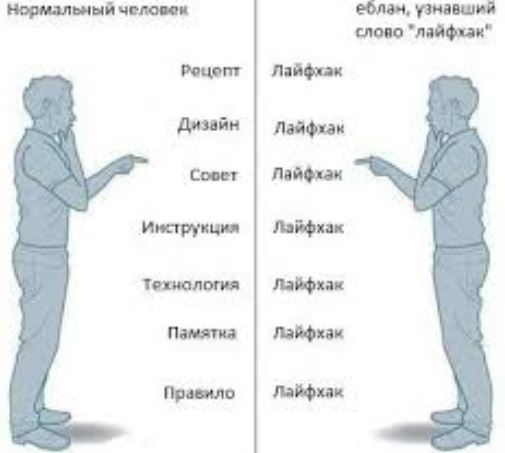 Нормальный человек
еблан, узнавший
слово "лайфхак"
Рецепт
Лайфхак
Дизайн
Лайфхак
Совет
Лайфхак
Инструкция
Лайфхак
Технология
Лайфхак
Памятка
Лайфхак
Правило
Лайфхак